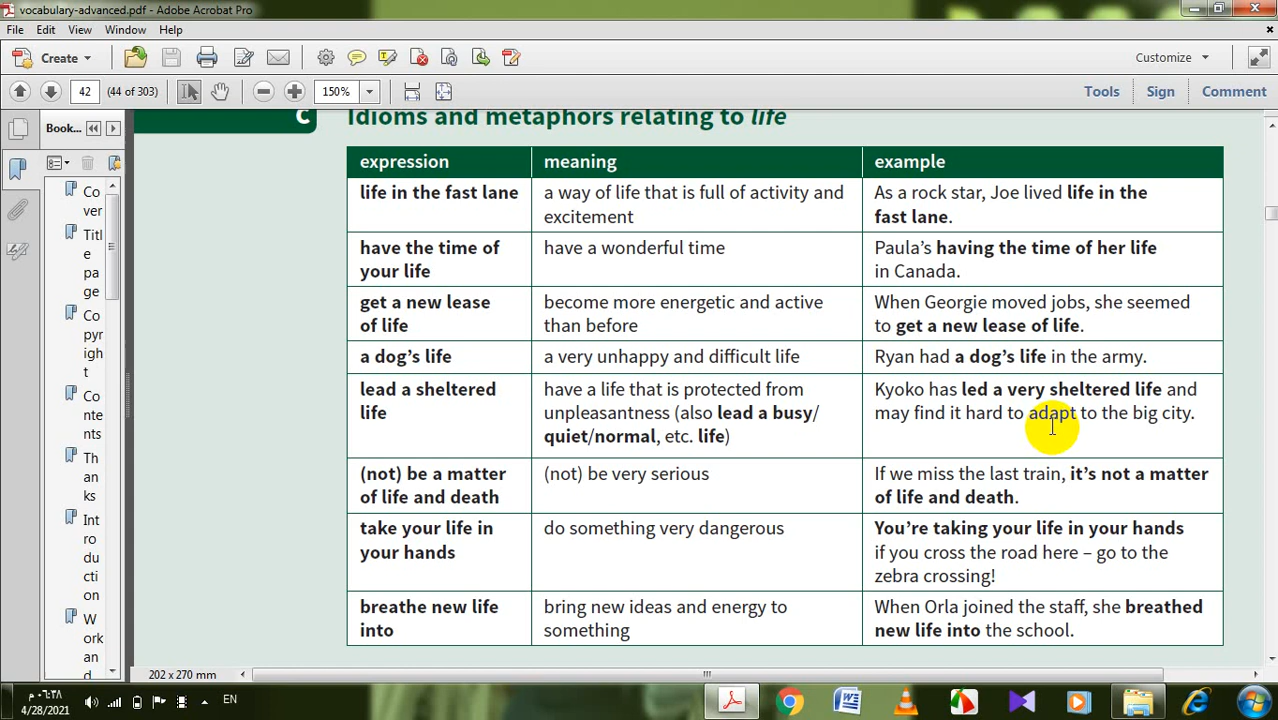 vocabulary-advanced.pdf - Adobe Acrobat Pro
File Edit View Window Help
Create
Customize
42 (44 of 303)
150%
Tools Sign Comment
Book...
Co
ver
Titl
e
pa
ge
Co
pyr
igh
t
Co
nte
nts
Th
an
ks
Int
ro
du
ctio
n
W
ork
an
d
C
Idioms and metaphors relating to life
expression meaning example
life in the fast lane a way of life that is full of activity and As a rock star, Joe lived life in the
excitement fast lane.
have the time of have a wonderful time Paula's having the time of her life
your life in Canada.
get a new lease become more energetic and active When Georgie moved jobs, she seemed
of life than before to get a new lease of life.
a dog's life a very unhappy and difficult life Ryan had a dog's life in the army.
lead a sheltered have a life that is protected from Kyoko has led a very sheltered life and
life unpleasantness (also lead a busy/ may find it hard to adapt to the big city.
quiet/normal, etc. life)
(not) be a matter (not) be very serious If we miss the last train, it's not a matter
of life and death of life and death.
take your life in do something very dangerous You're taking your life in your hands
your hands if you cross the road here – go to the
zebra crossing!
breathe new life bring new ideas and energy to When Orla joined the staff, she breathed
into something new life into the school.
202 x 270 mm
٠٦:٣٨ م
4/28/2021
EN